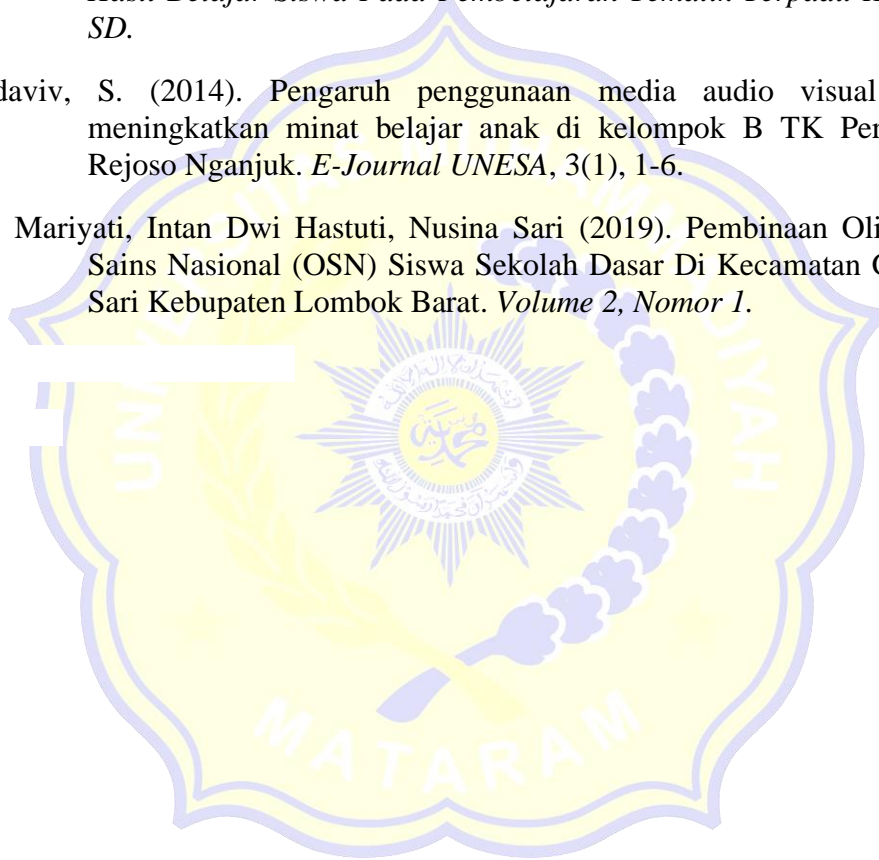 SD.
S. (2014). Pengaruh penggunaan media audio visual
meningkatkan minat belajar anak di kelompok B TK
Rejoso Nganjuk. E-Journal UNESA, 3(1), 1-6.
Mariyati, Intan Dwi Hastuti, Nusina Sari (2019). Pembinaan
Sains Nasional (OSN) Siswa Sekolah Dasar Di Kecamatan
Sari Kebupaten Lombok Barat. Volume 2, Nomor 1.
UNIVERSITAS MUHAMMADIYAH
MATARAM